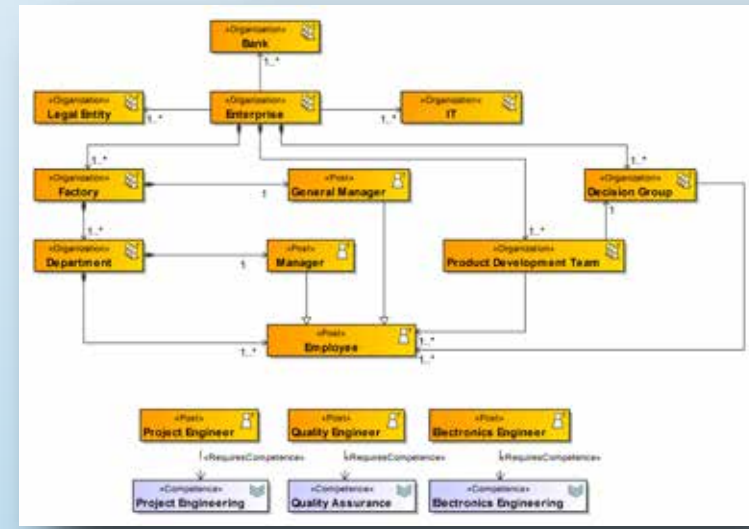 «Organization»
Bank
1..*
«Organization»
Legal Entity
1..*
«Organization»
Enterprise
«Organization»
IT
1..*
1..*
1..*
«Organization»
Factory
1
«Post»
General Manager
«Organization»
Decision Group
1..*
1..*
1
«Organization»
Department
1
«Post»
Manager
«Organization»
Product Development Team
«Post»
Employee
1..*
1..*
1..*
«Post»
Project Engineer
«Post»
Quality Engineer
«Post»
Electronics Engineer
«RequiresCompetence»
«RequiresCompetence»
«RequiresCompetence»
«Competence»
Project Engineering
«Competence»
Quality Assurance
«Competence»
Electronics Engineering